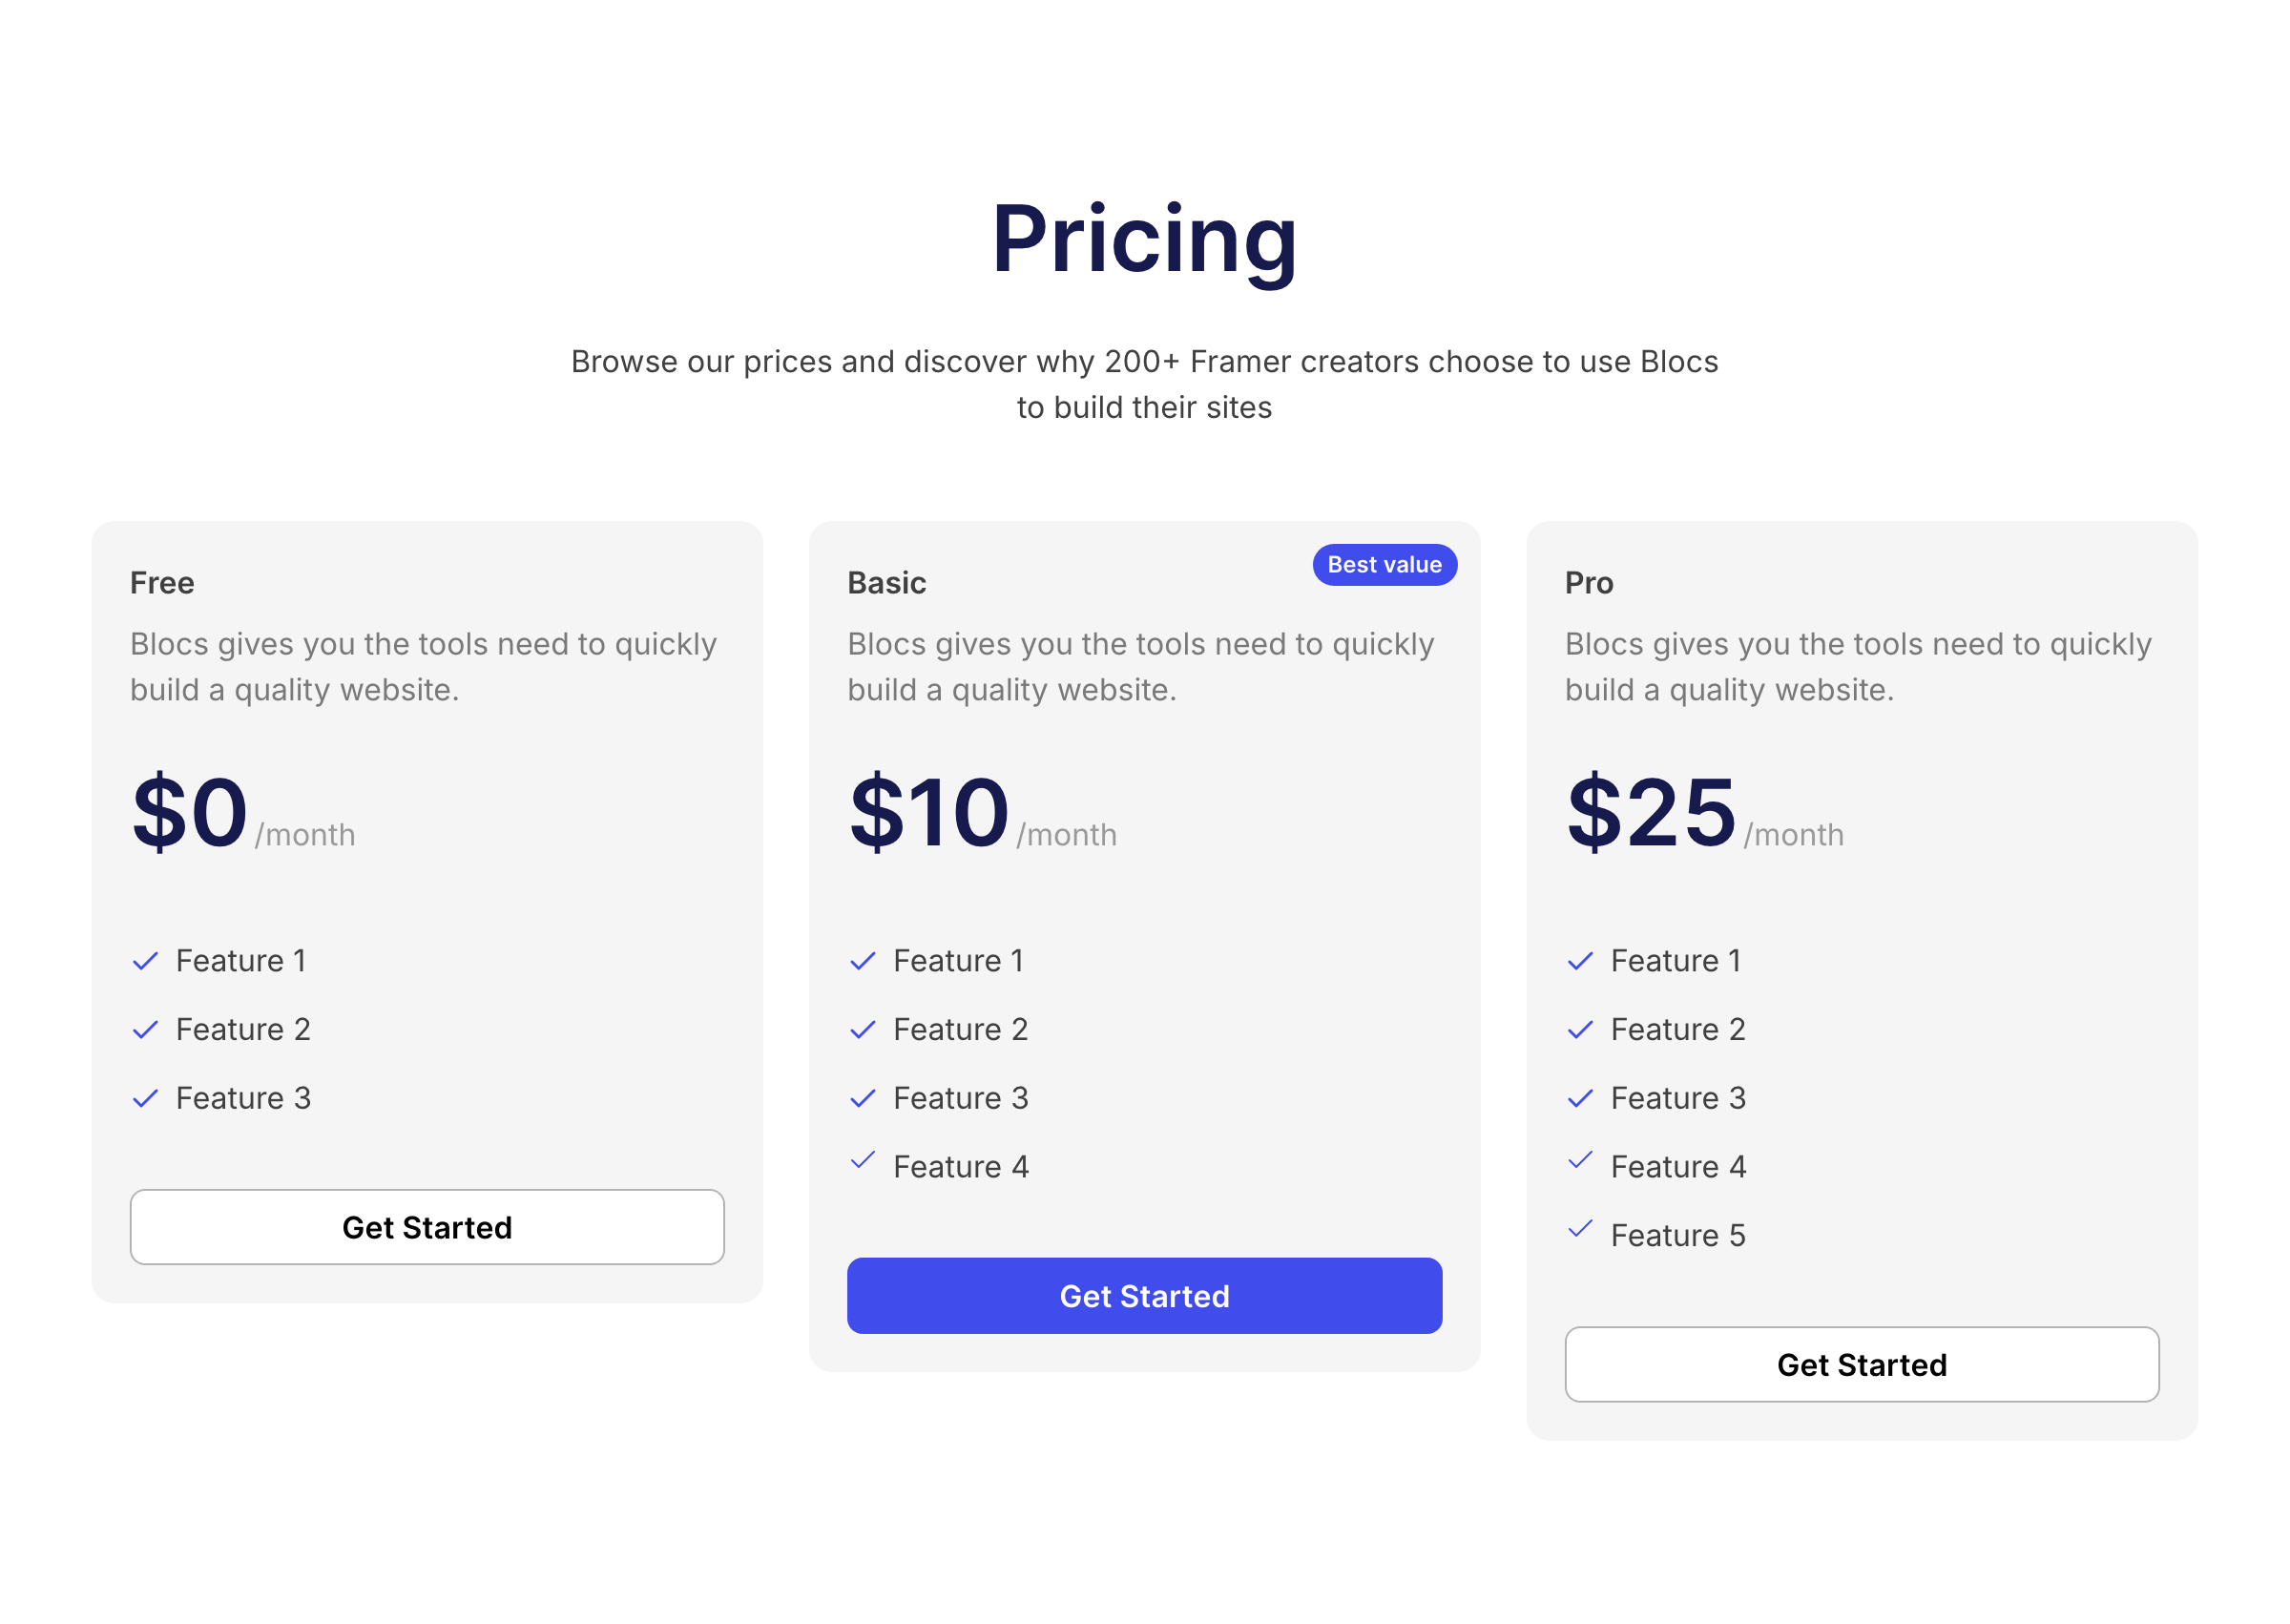 Pricing
Browse our prices and discover why 200+ Framer creators choose to use Blocs
to build their sites
Free
Blocs gives you the tools need to quickly
build a quality website.
$0 /month
Feature 1
Feature 2
Feature 3
Get Started
Basic
Best value
Blocs gives you the tools need to quickly
build a quality website.
$10 /month
Feature 1
Feature 2
Feature 3
Feature 4
Get Started
Pro
Blocs gives you the tools need to quickly
build a quality website.
$25 /month
Feature 1
Feature 2
Feature 3
Feature 4
Feature 5
Get Started